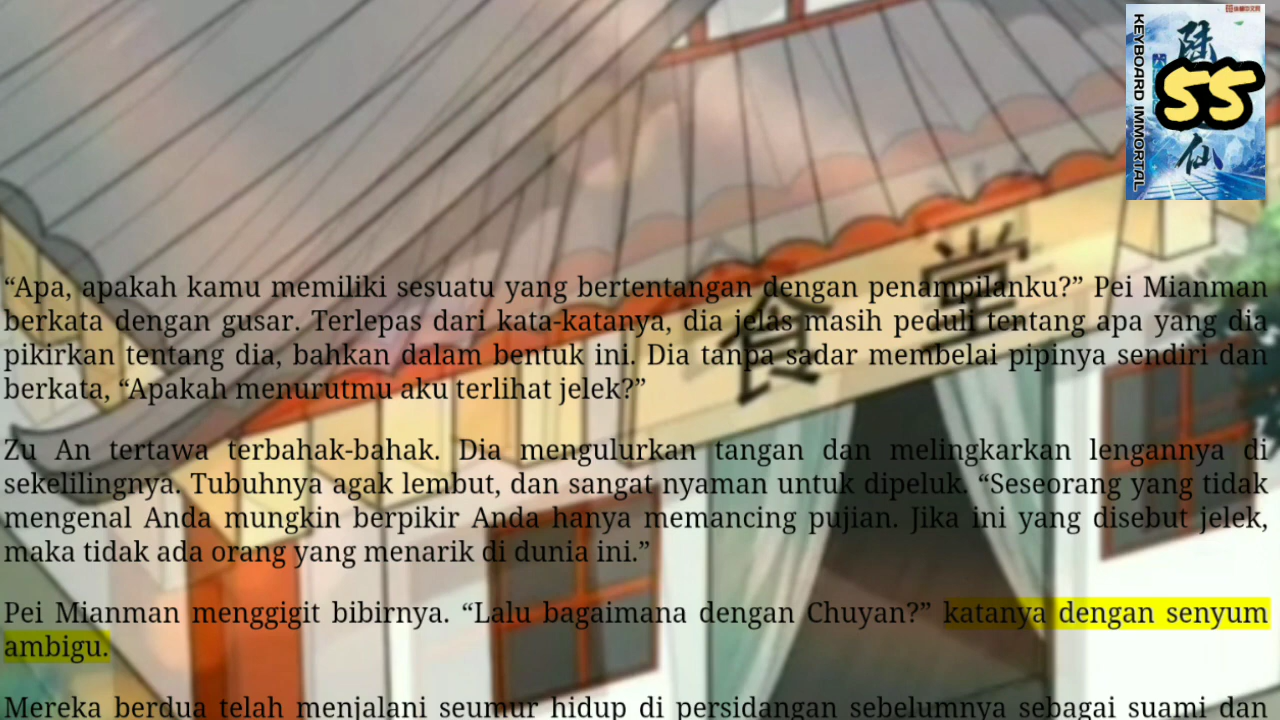 KEYBOARD IMMORTAL
陆
仙
55
食堂
“Apa, apakah kamu memiliki sesuatu yang bertentangan dengan penampilanku?” Pei Mianman
berkata dengan gusar. Terlepas dari kata-katanya, dia jelas masih peduli tentang apa yang dia
pikirkan tentang dia, bahkan dalam bentuk ini. Dia tanpa sadar membelai pipinya sendiri dan
berkata, “Apakah menurutmu aku terlihat jelek?”
Zu An tertawa terbahak-bahak. Dia mengulurkan tangan dan melingkarkan lengannya di
sekelilingnya. Tubuhnya agak lembut, dan sangat nyaman untuk dipeluk. “Seseorang yang tidak
mengenal Anda mungkin berpikir Anda hanya memancing pujian. Jika ini yang disebut jelek,
maka tidak ada orang yang menarik di dunia ini.”
Pei Mianman menggigit bibirnya. “Lalu bagaimana dengan Chuyan?” katanya dengan senyum
ambigu.
Mereka berdua telah menjalani seumur hidup di persidangan sebelumnya sebagai suami dan